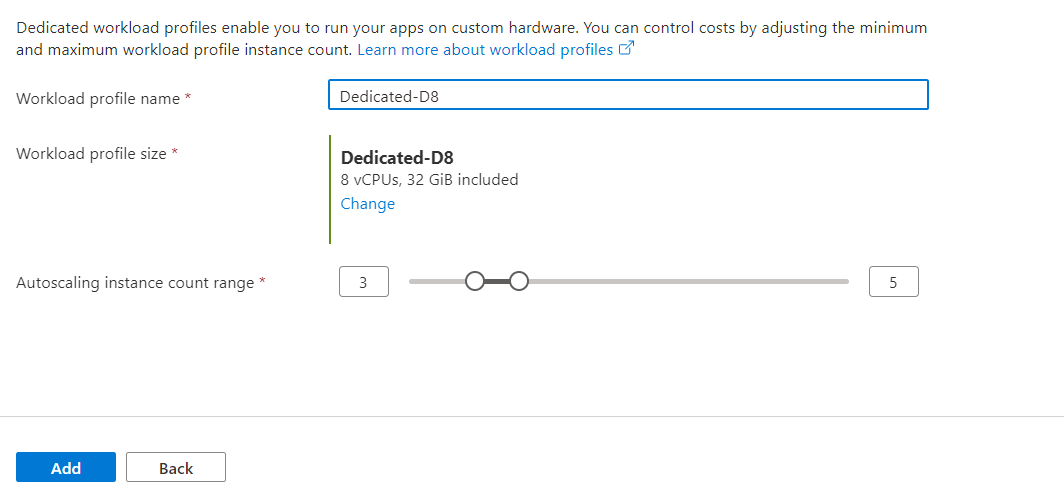 Dedicated workload profiles enable you to run your apps on custom hardware. You can control costs by adjusting the minimum
and maximum workload profile instance count. Learn more about workload profiles
Workload profile name *
Dedicated-D8
Workload profile size *
Dedicated-D8
8 vCPUs, 32 GiB included
Change
Autoscaling instance count range *
3
5
Add
Back